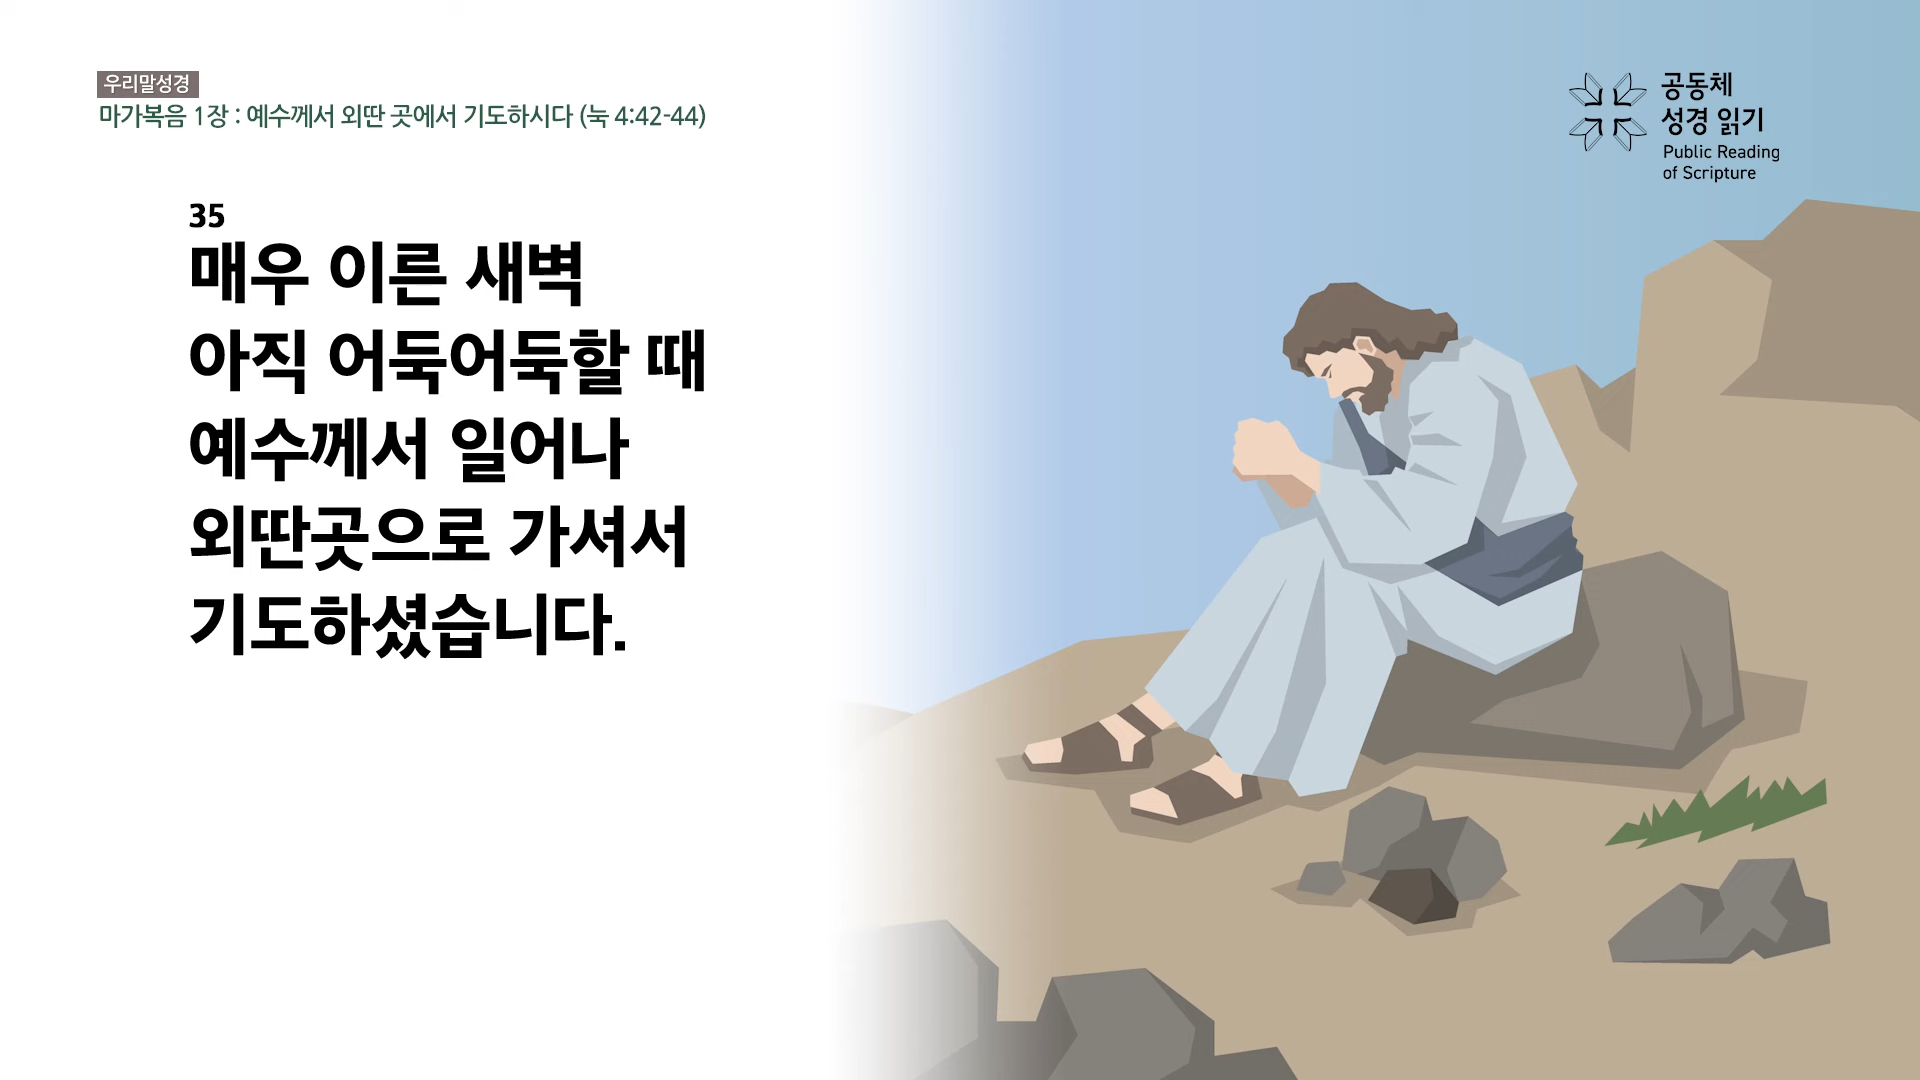 우리말성경
마가복음 1장 : 예수께서 외딴 곳에서 기도하시다 (눅 4:42-44)
35
매우 이른 새벽
아직 어둑어둑할 때
예수께서 일어나
외딴곳으로 가셔서
기도하셨습니다.
공동체
성경 읽기
Public Reading
of Scripture